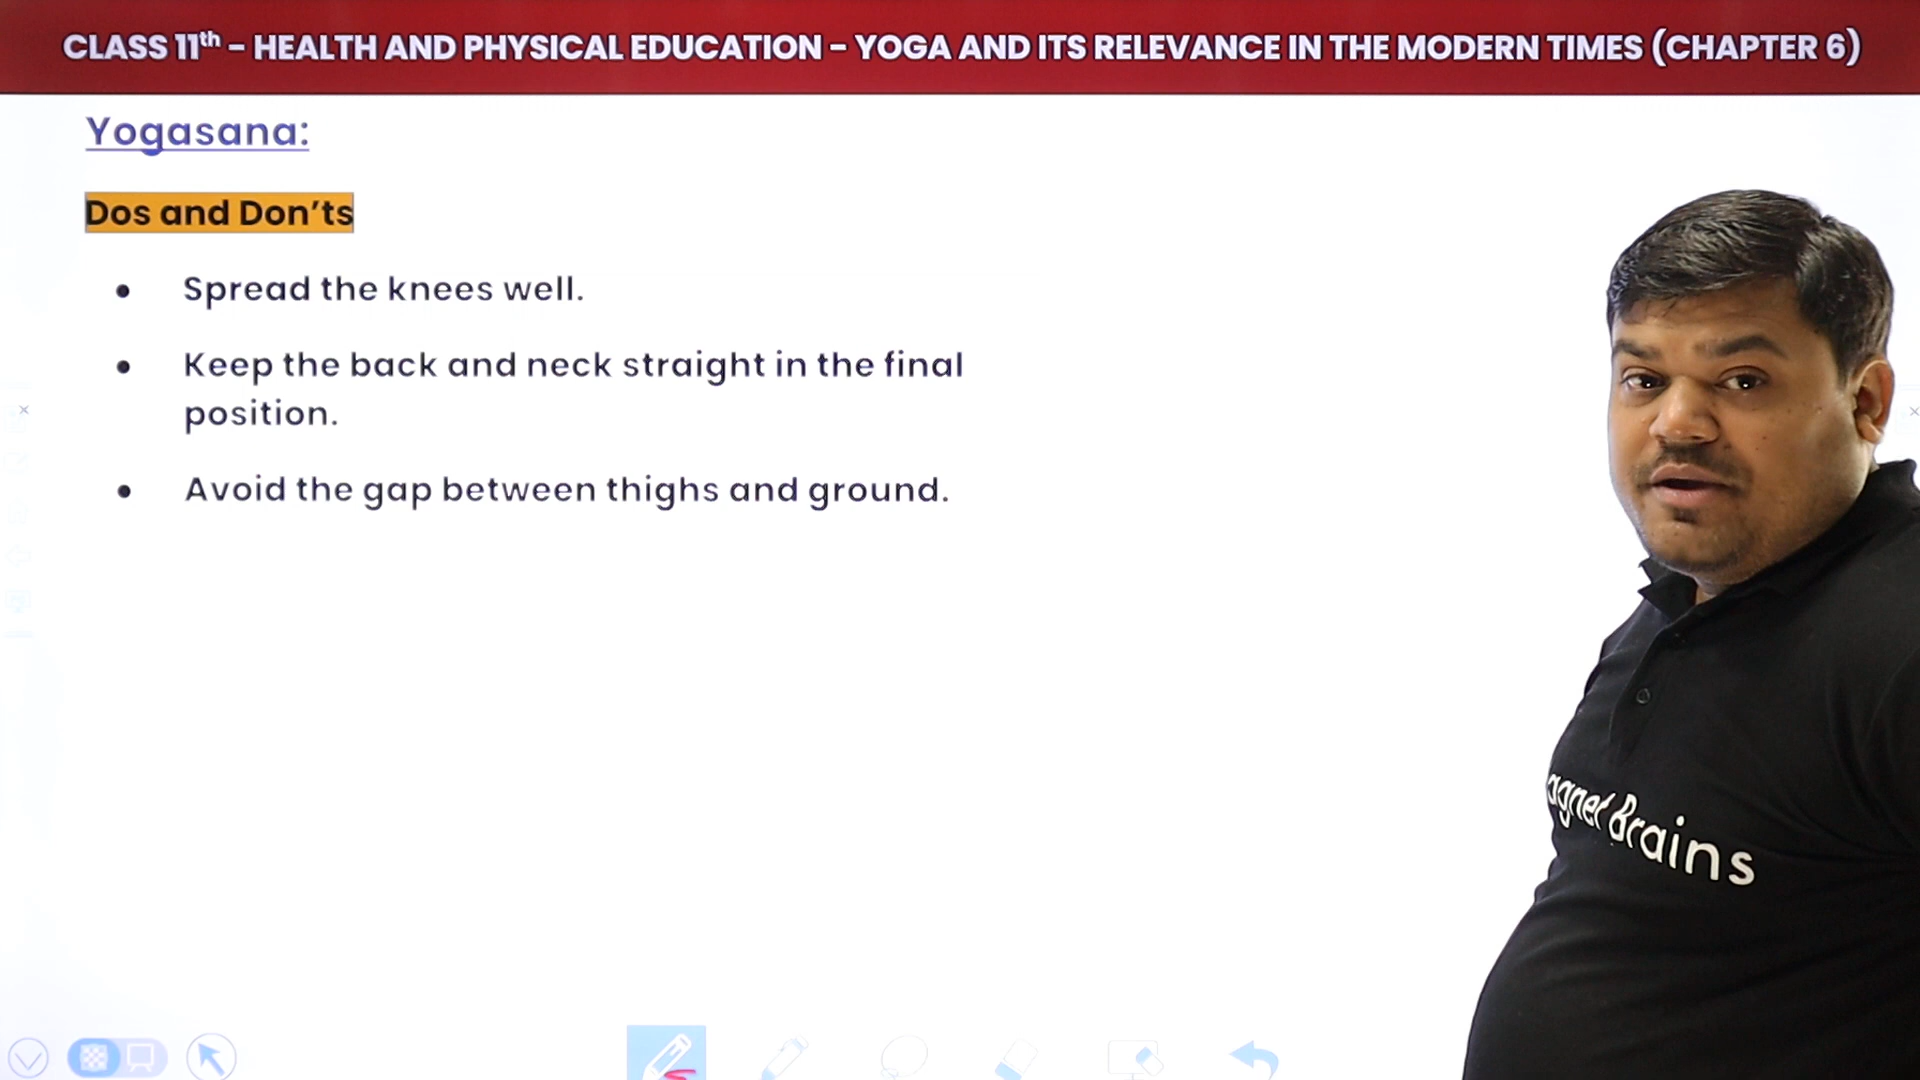 CLASS 11th – HEALTH AND PHYSICAL EDUCATION – YOGA AND ITS RELEVANCE IN THE MODERN TIMES (CHAPTER 6)
Yogasana:
Dos and Don’ts
• Spread the knees well.
• Keep the back and neck straight in the final
position.
• Avoid the gap between thighs and ground.
agnet Brains